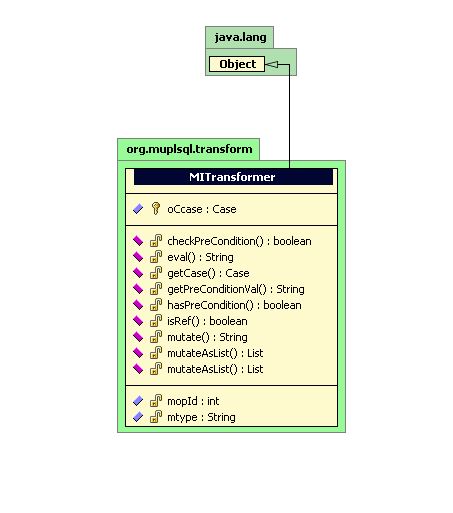 java.lang
Object
org.muplsql.transform
MITransformer
oCcase : Case
checkPreCondition() : boolean
eval() : String
getCase() : Case
getPreConditionVal() : String
hasPreCondition() : boolean
isRef() : boolean
mutate() : String
mutateAsList() : List
mutateAsList() : List
mopId : int
mtype : String